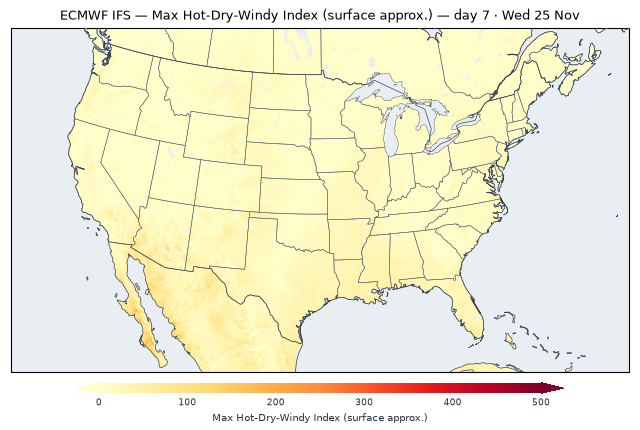 ECMWF IFS — Max Hot-Dry-Windy Index (surface approx.) — day 7 · Wed 25 Nov
0 100 200 300 400 500
Max Hot-Dry-Windy Index (surface approx.)